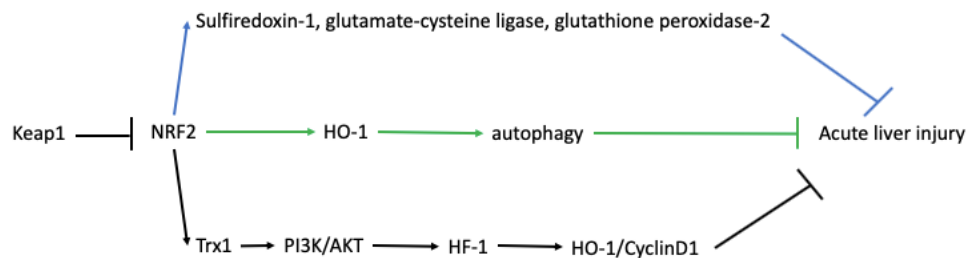 Sulfiredoxin-1, glutamate-cysteine ligase, glutathione peroxidase-2
Keap1 NRF2 HO-1 autophagy Acute liver injury
Trx1 PI3K/AKT HF-1 HO-1/CyclinD1